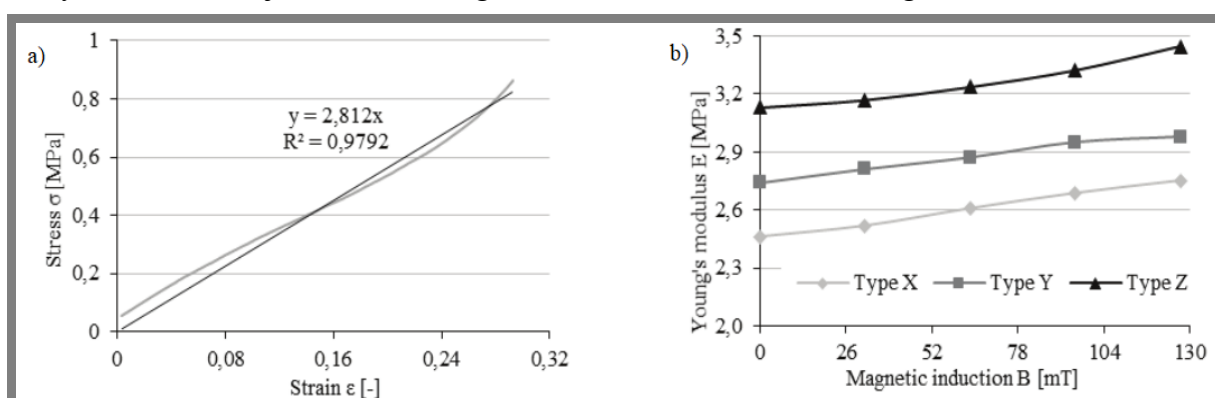 a)
1
0,8
0,6
0,4
0,2
0
Stress σ [MPa]
y = 2,812x
R² = 0,9792
0
0,08
0,16
0,24
0,32
Strain ε [-]
b)
3,5
3,2
2,9
2,6
2,3
2,0
Young's modulus E [MPa]
Type X
Type Y
Type Z
0
26
52
78
104
130
Magnetic induction B [mT]